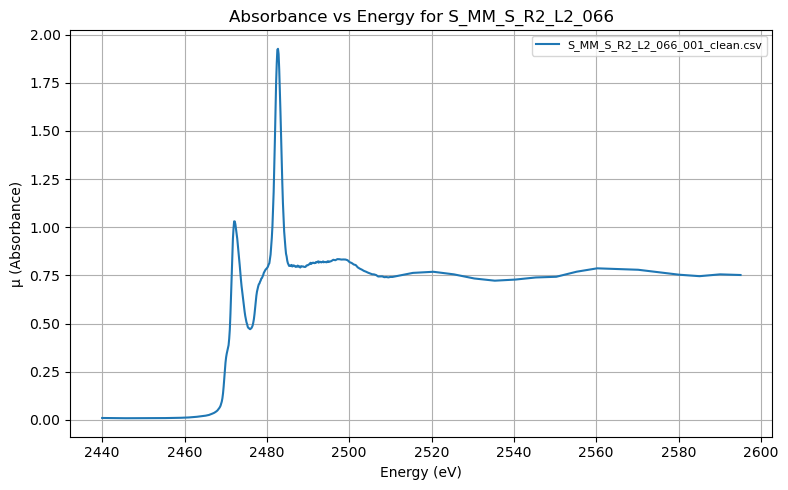 Absorbance vs Energy for S_MM_S_R2_L2_066
S_MM_S_R2_L2_066_001_clean.csv
2.00
1.75
1.50
1.25
1.00
0.75
0.50
0.25
0.00
μ (Absorbance)
2440 2460 2480 2500 2520 2540 2560 2580 2600
Energy (eV)